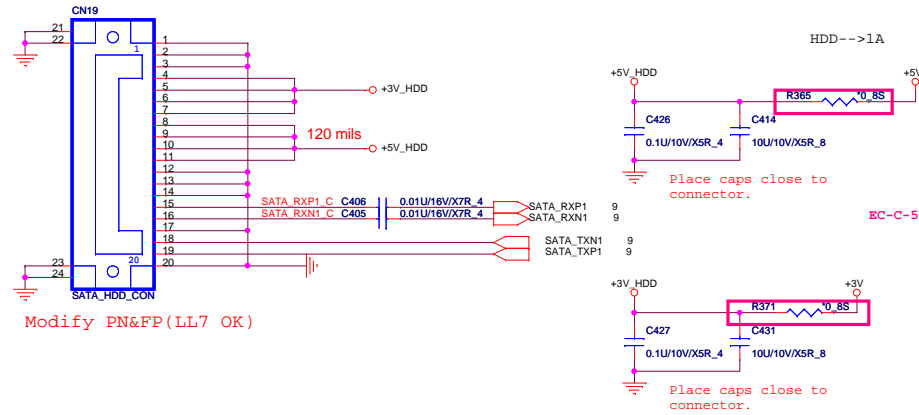 CN19
21
22
1
1
2
3
4
5
6
7
8
9
10
11
12
13
14
15
16
17
18
19
20
20
23
24
+3V_HDD
120 mils
+5V_HDD
SATA_RXP1_C C406 0.01U/16V/X7R_4 SATA_RXP1 9
SATA_RXN1_C C405 0.01U/16V/X7R_4 SATA_RXN1 9
SATA_TXN1 9
SATA_TXP1 9
SATA_HDD_CON
Modify PN&FP(LL7 OK)
HDD-->1A
+5V_HDD
+5V
R365 *0_8S
C426
0.1U/10V/X5R_4
C414
10U/10V/X5R_8
Place caps close to
connector.
EC-C-5
+3V_HDD
+3V
R371 *0_8S
C427
0.1U/10V/X5R_4
C431
10U/10V/X5R_8
Place caps close to
connector.